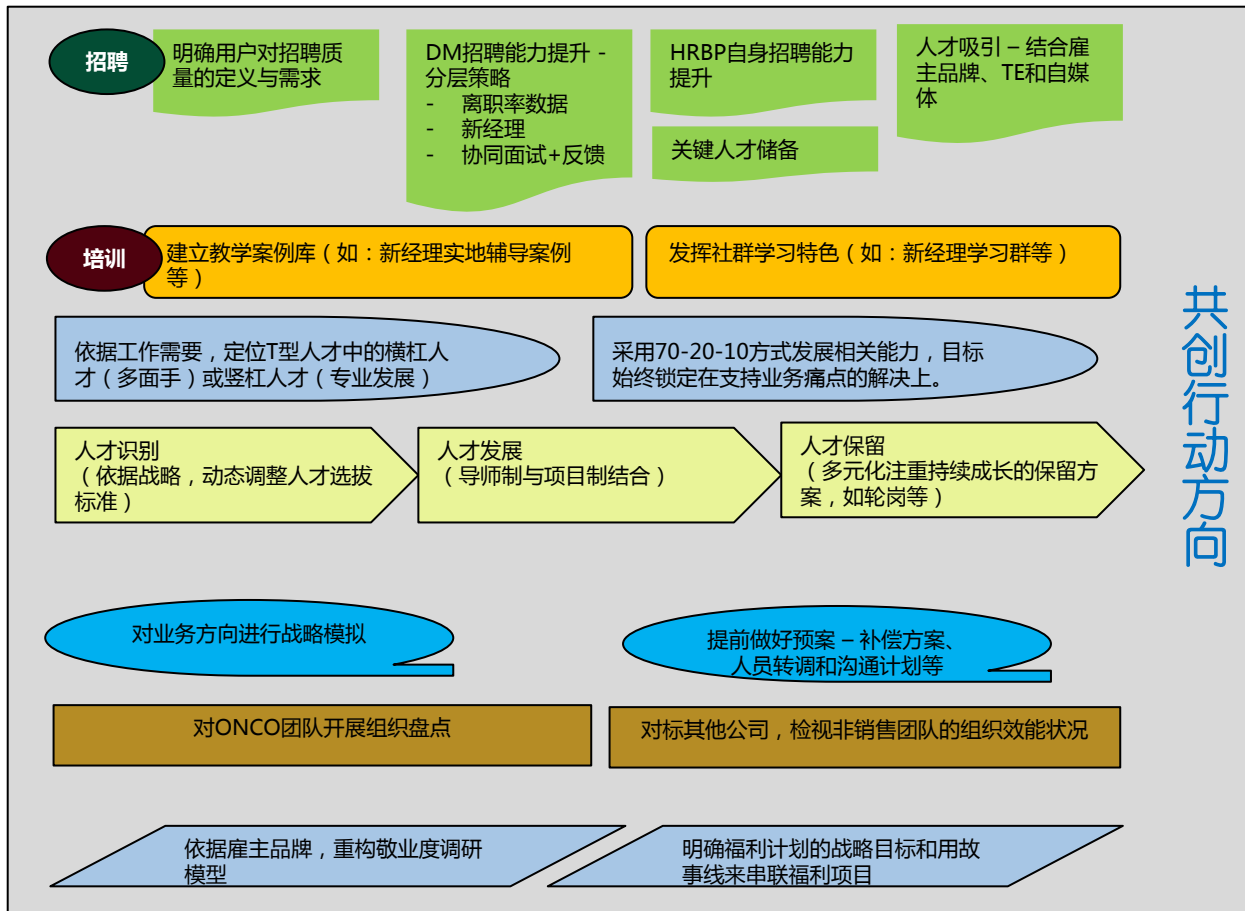 招聘
明确用户对招聘质
量的定义与需求
DM招聘能力提升 -
分层策略
- 离职率数据
- 新经理
- 协同面试+反馈
HRBP自身招聘能力
提升
关键人才储备
人才吸引 – 结合雇
主品牌、TE和自媒
体
培训
建立教学案例库（如：新经理实地辅导案例
等）
发挥社群学习特色（如：新经理学习群等）
依据工作需要，定位T型人才中的横杠人
才（多面手）或竖杠人才（专业发展）
采用70-20-10方式发展相关能力，目标
始终锁定在支持业务痛点的解决上。
人才识别
（依据战略，动态调整人才选拔
标准）
人才发展
（导师制与项目制结合）
人才保留
（多元化注重持续成长的保留方
案，如轮岗等）
对业务方向进行战略模拟
提前做好预案 – 补偿方案、
人员转调和沟通计划等
对ONCO团队开展组织盘点
对标其他公司，检视非销售团队的组织效能状况
依据雇主品牌，重构敬业度调研
模型
明确福利计划的战略目标和用故
事线来串联福利项目
共创行动方向